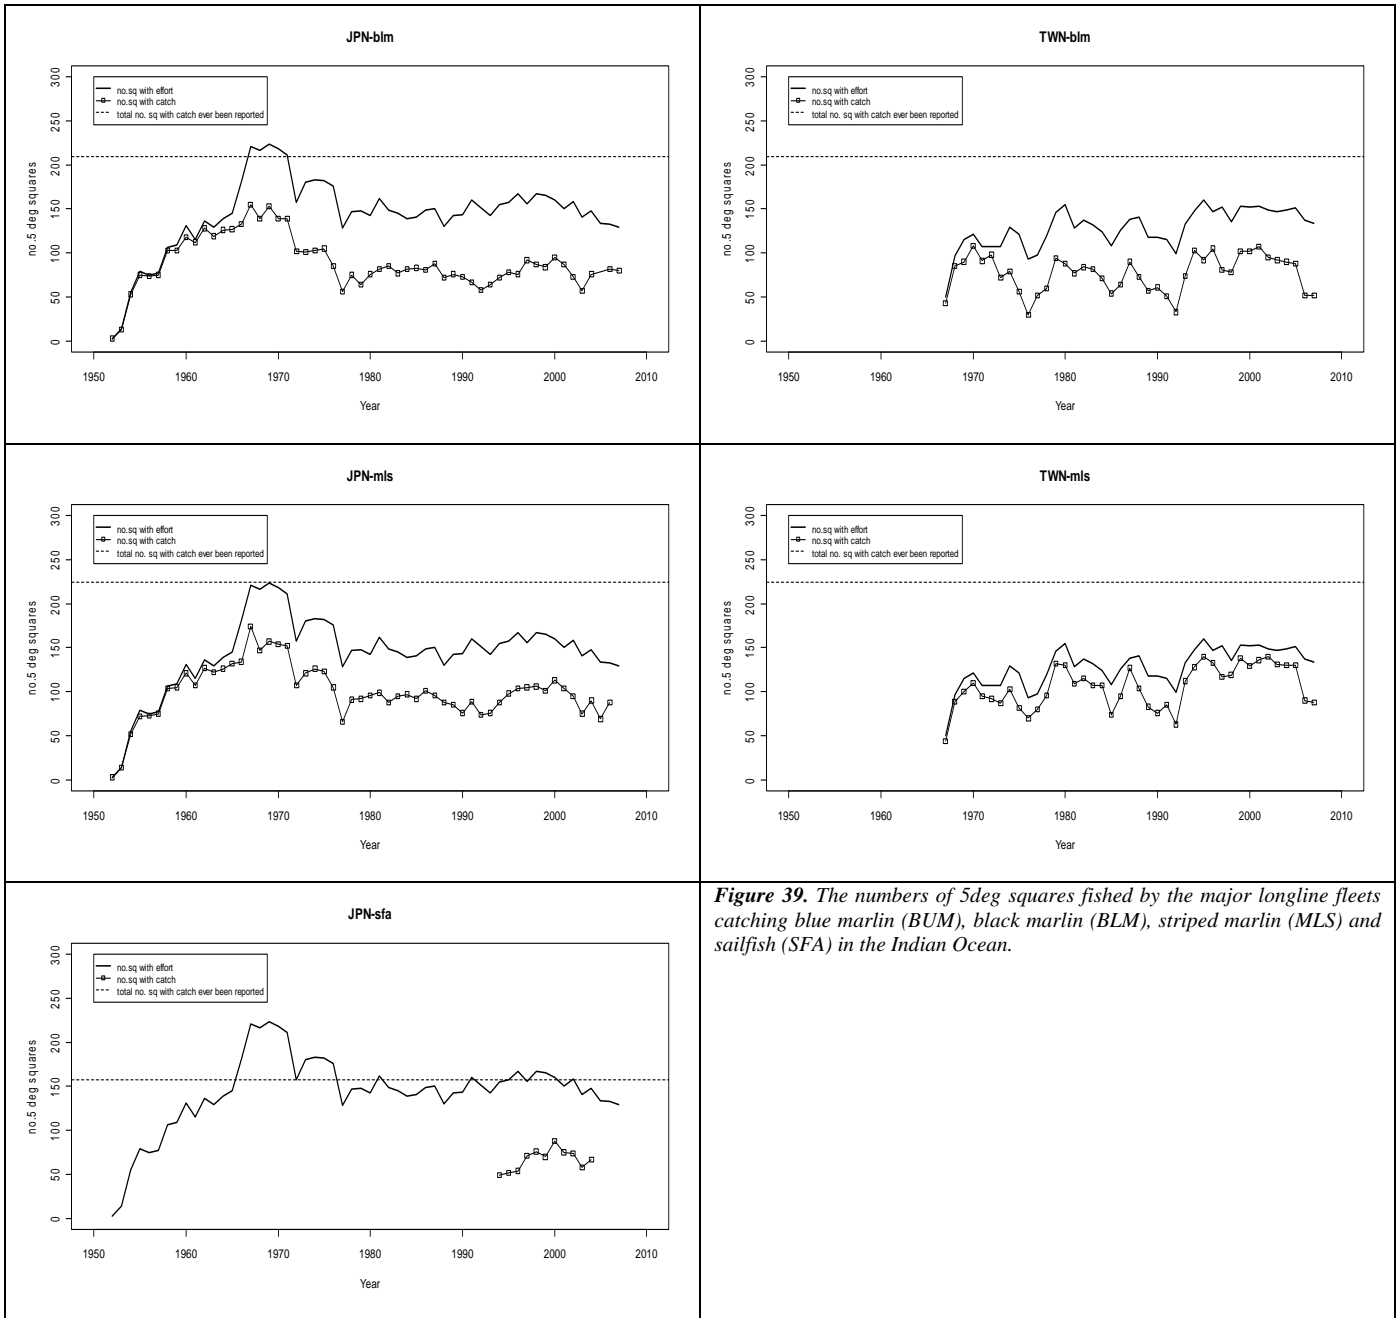 JPN-blm
300
250
200
150
100
50
0
no.5 deg squares
no.sq with effort
no.sq with catch
total no. sq with catch ever been reported
1950 1960 1970 1980 1990 2000 2010
Year
TWN-blm
300
250
200
150
100
50
0
no.5 deg squares
no.sq with effort
no.sq with catch
total no. sq with catch ever been reported
1950 1960 1970 1980 1990 2000 2010
Year
JPN-mls
300
250
200
150
100
50
0
no.5 deg squares
no.sq with effort
no.sq with catch
total no. sq with catch ever been reported
1950 1960 1970 1980 1990 2000 2010
Year
TWN-mls
300
250
200
150
100
50
0
no.5 deg squares
no.sq with effort
no.sq with catch
total no. sq with catch ever been reported
1950 1960 1970 1980 1990 2000 2010
Year
JPN-sfa
300
250
200
150
100
50
0
no.5 deg squares
no.sq with effort
no.sq with catch
total no. sq with catch ever been reported
1950 1960 1970 1980 1990 2000 2010
Year
Figure 39. The numbers of 5deg squares fished by the major longline fleets
catching blue marlin (BUM), black marlin (BLM), striped marlin (MLS) and
sailfish (SFA) in the Indian Ocean.